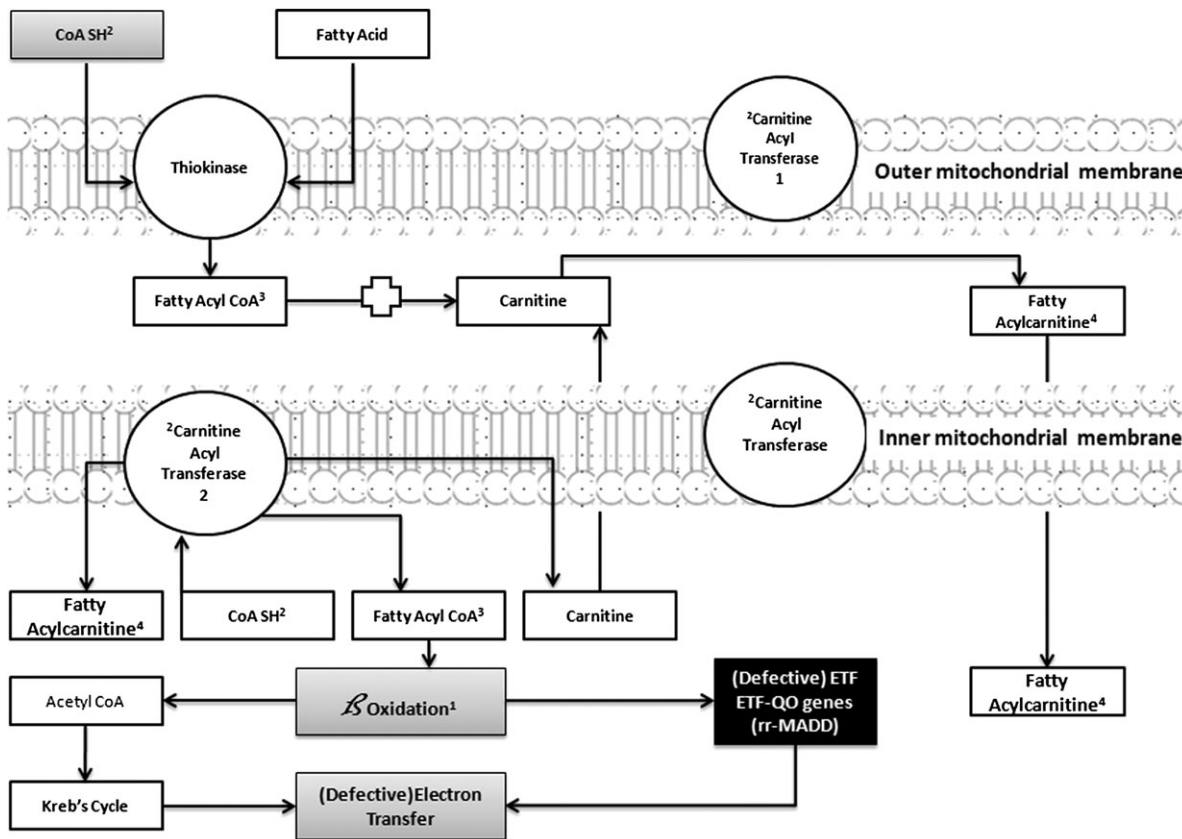 CoA SH²
Fatty Acid
Thiokinase
²Carnitine
Acyl
Transferase
1
Outer mitochondrial membrane
Fatty Acyl CoA³
Carnitine
Fatty
Acylcarnitine⁴
²Carnitine
Acyl
Transferase
2
²Carnitine
Acyl
Transferase
Inner mitochondrial membrane
Fatty
Acylcarnitine⁴
CoA SH²
Fatty Acyl CoA³
Carnitine
Acetyl CoA
ℬ Oxidation¹
(Defective) ETF
ETF-QO genes
(rr-MADD)
Fatty
Acylcarnitine⁴
Kreb's Cycle
(Defective)Electron
Transfer